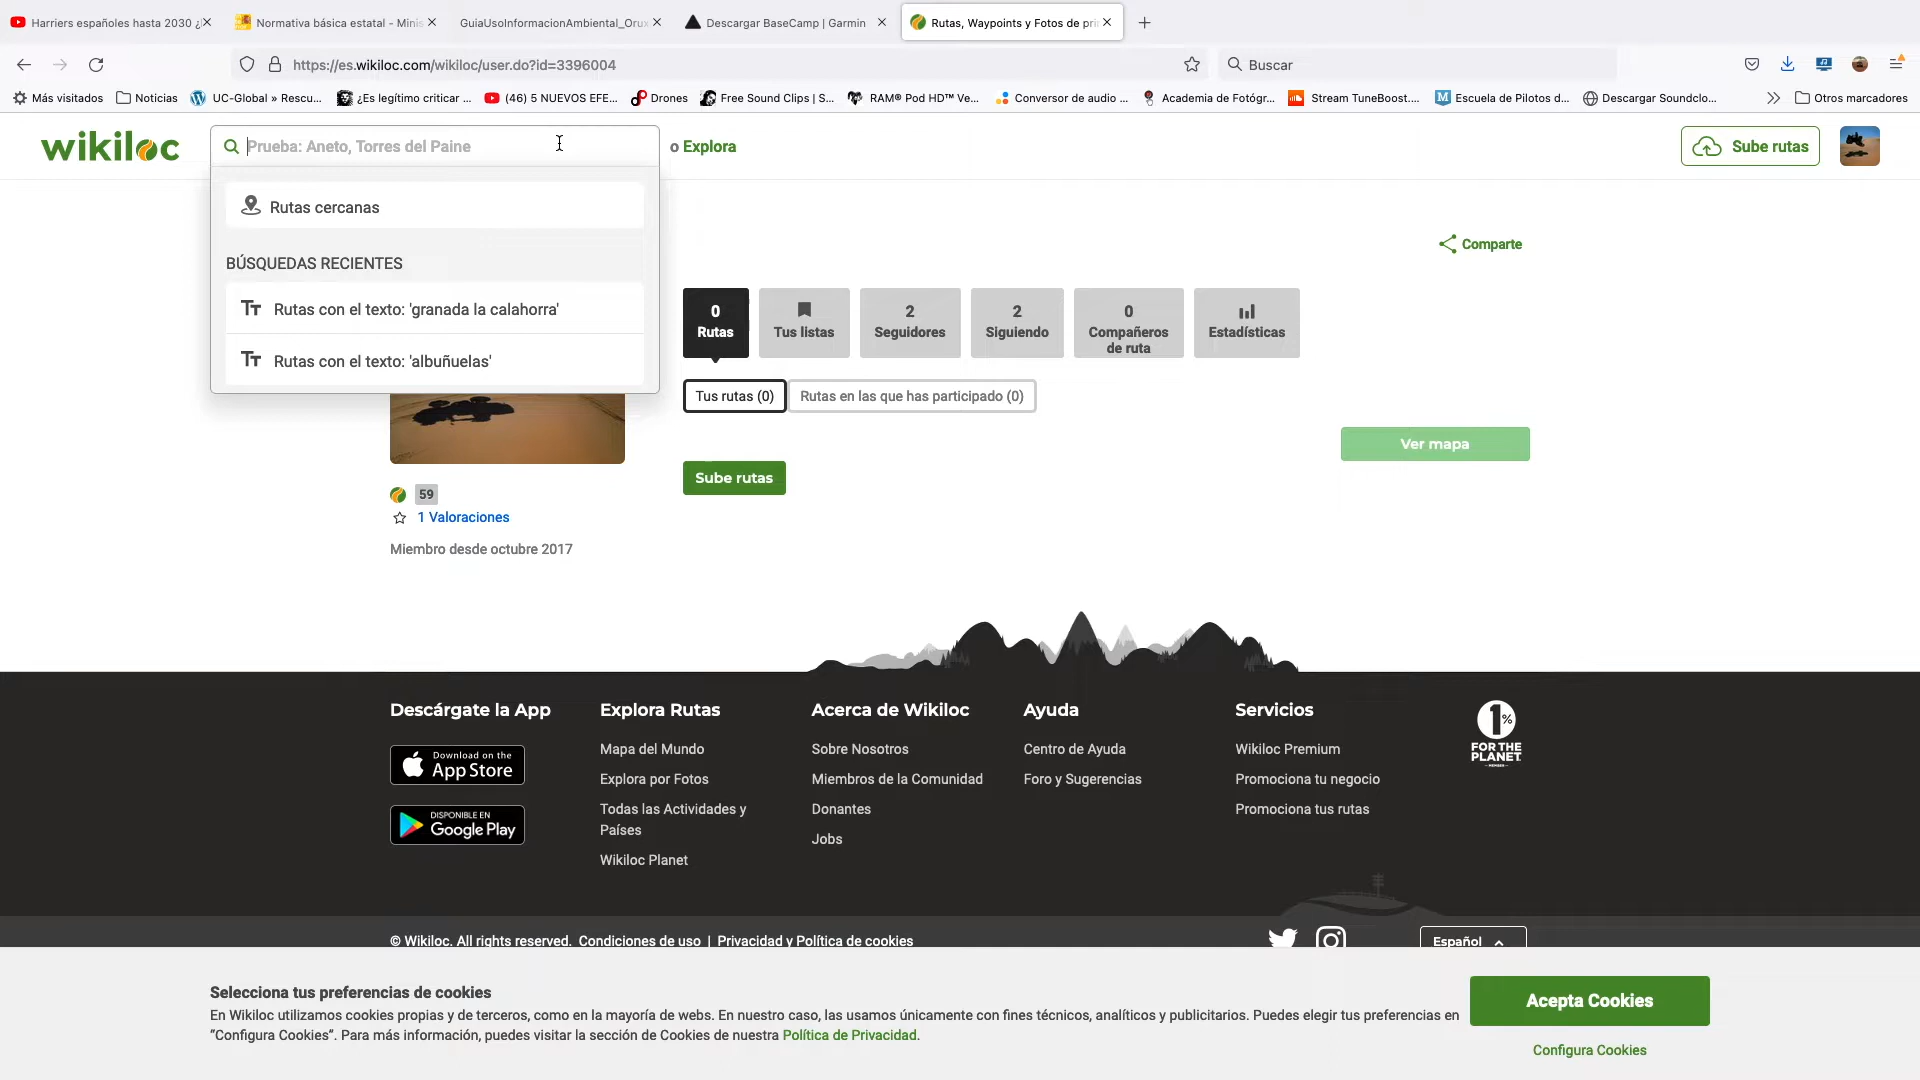 Harriers españoles hasta 2030 ¿
Normativa básica estatal - Minis
GuiaUsoInformacionAmbiental_Orux
Descargar BaseCamp | Garmin
Rutas, Waypoints y Fotos de pri
https://es.wikiloc.com/wikiloc/user.do?id=3396004
Buscar
Más visitados
Noticias
UC-Global » Rescu...
¿Es legítimo criticar ...
(46) 5 NUEVOS EFE...
Drones
Free Sound Clips | S...
RAM® Pod HD™ Ve...
Conversor de audio ...
Academia de Fotógr...
Stream TuneBoost....
Escuela de Pilotos d...
Descargar Soundclo...
Otros marcadores
wikiloc
Prueba: Aneto, Torres del Paine
o Explora
Sube rutas
Rutas cercanas
BÚSQUEDAS RECIENTES
Rutas con el texto: 'granada la calahorra'
Rutas con el texto: 'albuñuelas'
Comparte
0
Rutas
Tus listas
2
Seguidores
2
Siguiendo
0
Compañeros
de ruta
Estadísticas
Tus rutas (0)
Rutas en las que has participado (0)
Ver mapa
Sube rutas
59
1 Valoraciones
Miembro desde octubre 2017
Descárgate la App
Download on the
App Store
DISPONIBLE EN
Google Play
Explora Rutas
Mapa del Mundo
Explora por Fotos
Todas las Actividades y
Países
Wikiloc Planet
Acerca de Wikiloc
Sobre Nosotros
Miembros de la Comunidad
Donantes
Jobs
Ayuda
Centro de Ayuda
Foro y Sugerencias
Servicios
Wikiloc Premium
Promociona tu negocio
Promociona tus rutas
1%
FOR THE
PLANET
© Wikiloc. All rights reserved. Condiciones de uso | Privacidad y Política de cookies
Español
Selecciona tus preferencias de cookies
En Wikiloc utilizamos cookies propias y de terceros, como en la mayoría de webs. En nuestro caso, las usamos únicamente con fines técnicos, analíticos y publicitarios. Puedes elegir tus preferencias en
"Configura Cookies". Para más información, puedes visitar la sección de Cookies de nuestra Política de Privacidad.
Acepta Cookies
Configura Cookies